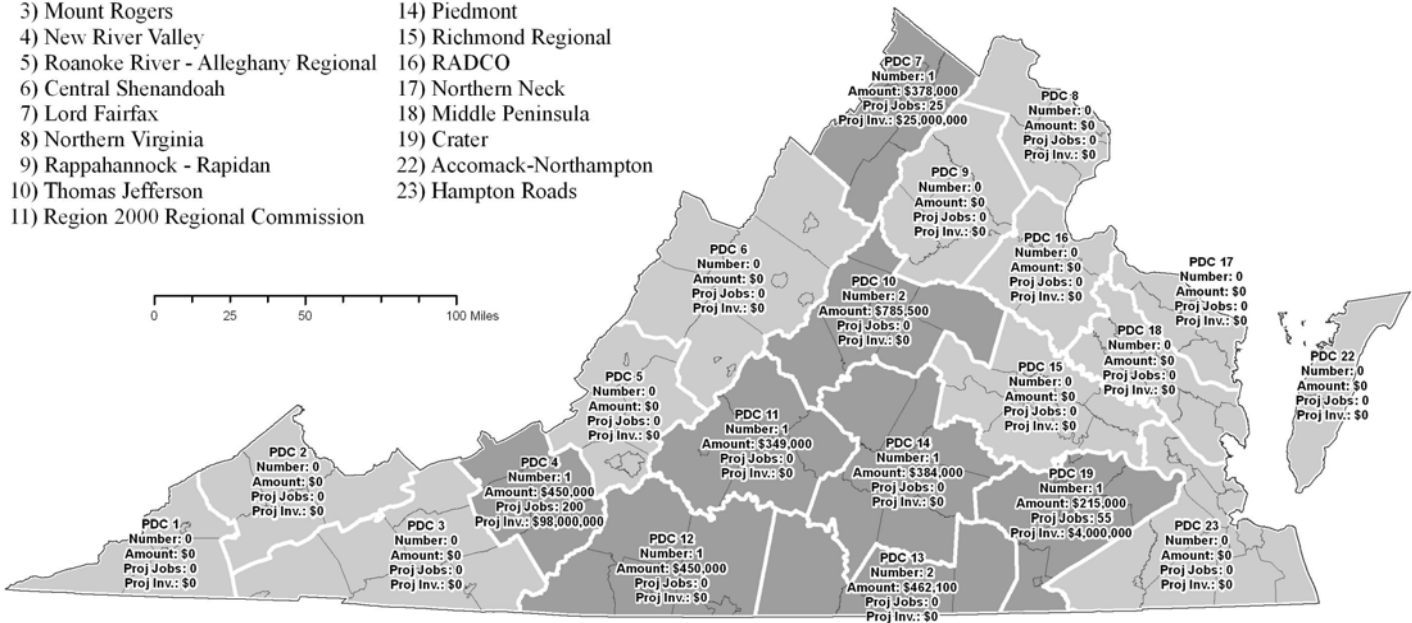 3) Mount Rogers
4) New River Valley
5) Roanoke River - Alleghany Regional
6) Central Shenandoah
7) Lord Fairfax
8) Northern Virginia
9) Rappahannock - Rapidan
10) Thomas Jefferson
11) Region 2000 Regional Commission
14) Piedmont
15) Richmond Regional
16) RADCO
17) Northern Neck
18) Middle Peninsula
19) Crater
22) Accomack-Northampton
23) Hampton Roads
0 25 50 100 Miles
PDC 7
Number: 1
Amount: $378,000
Proj Jobs: 25
Proj Inv.: $25,000,000
PDC 8
Number: 0
Amount: $0
Proj Jobs: 0
Proj Inv.: $0
PDC 9
Number: 0
Amount: $0
Proj Jobs: 0
Proj Inv.: $0
PDC 6
Number: 0
Amount: $0
Proj Jobs: 0
Proj Inv.: $0
PDC 16
Number: 0
Amount: $0
Proj Jobs: 0
Proj Inv.: $0
PDC 17
Number: 0
Amount: $0
Proj Jobs: 0
Proj Inv.: $0
PDC 10
Number: 2
Amount: $785,500
Proj Jobs: 0
Proj Inv.: $0
PDC 18
Number: 0
Amount: $0
Proj Jobs: 0
Proj Inv.: $0
PDC 22
Number: 0
Amount: $0
Proj Jobs: 0
Proj Inv.: $0
PDC 5
Number: 0
Amount: $0
Proj Jobs: 0
Proj Inv.: $0
PDC 15
Number: 0
Amount: $0
Proj Jobs: 0
Proj Inv.: $0
PDC 11
Number: 1
Amount: $349,000
Proj Jobs: 0
Proj Inv.: $0
PDC 14
Number: 1
Amount: $384,000
Proj Jobs: 0
Proj Inv.: $0
PDC 2
Number: 0
Amount: $0
Proj Jobs: 0
Proj Inv.: $0
PDC 4
Number: 1
Amount: $450,000
Proj Jobs: 200
Proj Inv.: $98,000,000
PDC 19
Number: 1
Amount: $215,000
Proj Jobs: 55
Proj Inv.: $4,000,000
PDC 1
Number: 0
Amount: $0
Proj Jobs: 0
Proj Inv.: $0
PDC 3
Number: 0
Amount: $0
Proj Jobs: 0
Proj Inv.: $0
PDC 12
Number: 1
Amount: $450,000
Proj Jobs: 0
Proj Inv.: $0
PDC 13
Number: 2
Amount: $462,100
Proj Jobs: 0
Proj Inv.: $0
PDC 23
Number: 0
Amount: $0
Proj Jobs: 0
Proj Inv.: $0